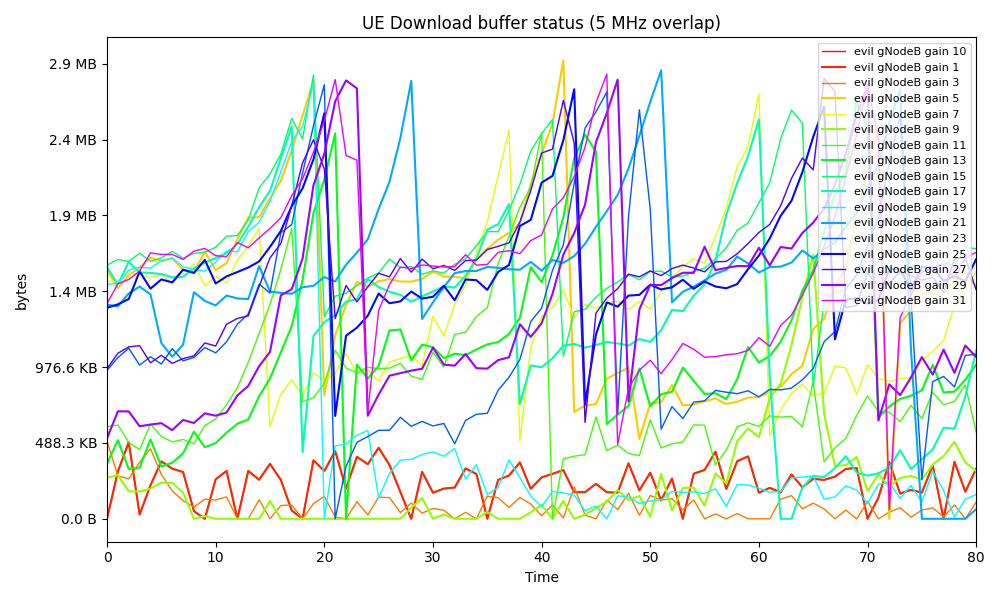 UE Download buffer status (5 MHz overlap)
evil gNodeB gain 10
evil gNodeB gain 1
evil gNodeB gain 3
evil gNodeB gain 5
evil gNodeB gain 7
evil gNodeB gain 9
evil gNodeB gain 11
evil gNodeB gain 13
evil gNodeB gain 15
evil gNodeB gain 17
evil gNodeB gain 19
evil gNodeB gain 21
evil gNodeB gain 23
evil gNodeB gain 25
evil gNodeB gain 27
evil gNodeB gain 29
evil gNodeB gain 31
2.9 MB
2.4 MB
1.9 MB
1.4 MB
976.6 KB
488.3 KB
0.0 B
bytes
0 10 20 30 40 50 60 70 80
Time